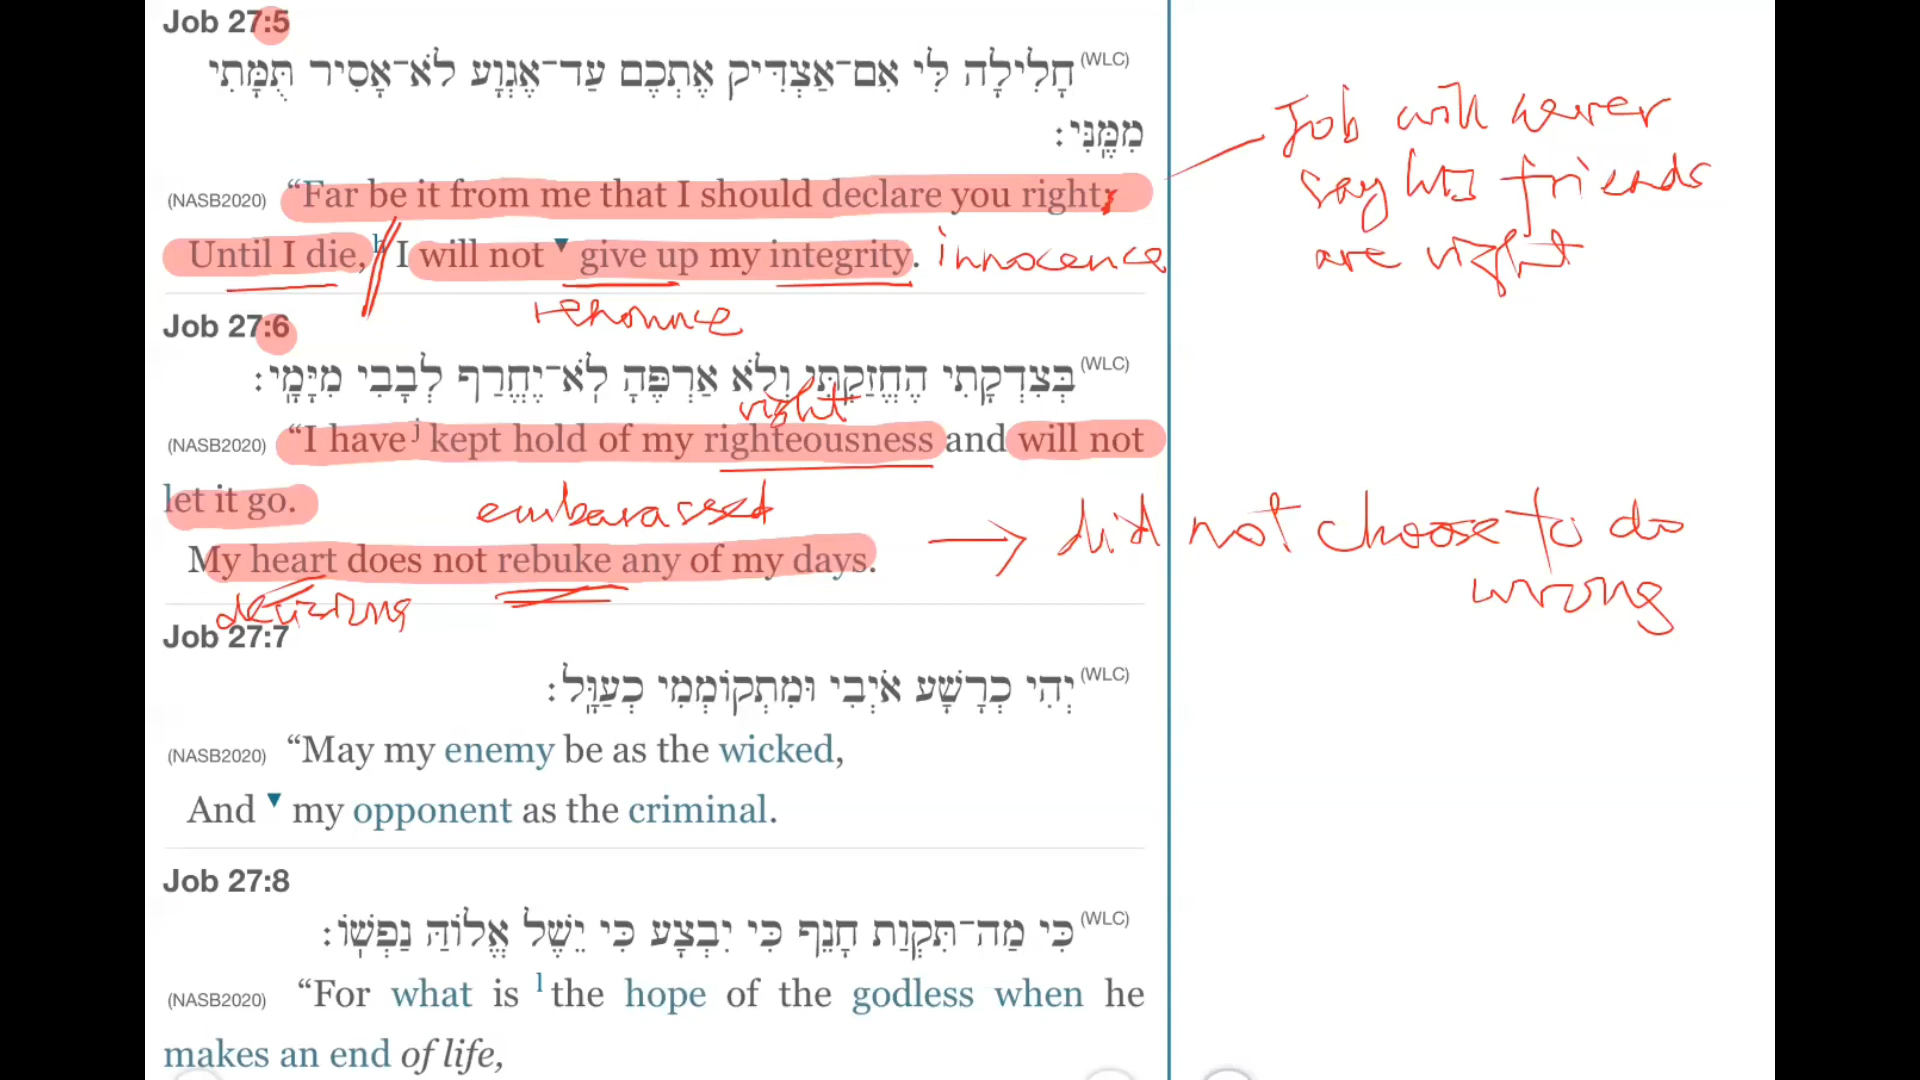 Job 27:5
(WLC) חָלִילָה לִּי אִם־אַצְדִּיק אֶתְכֶם עַד־אֶגְוָע לֹא־אָסִיר תֻּמָּתִי
מִמֶּנִּי׃
(NASB2020) “Far be it from me that I should declare you right;
Until I die, h I will not give up my integrity. innocence
renounce
Job will never
say his friends
are right
Job 27:6
(WLC) בְּצִדְקָתִי הֶחֱזַקְתִּי וְלֹא אַרְפֶּהָ לֹא־יֶחֱרַף לְבָבִי מִיָּמָי׃
right
(NASB2020) “I have j kept hold of my righteousness and will not
let it go.
embarassed
My heart does not rebuke any of my days.
decisions
→ did not choose to do
wrong
Job 27:7
(WLC) יְהִי כְרָשָׁע אֹיְבִי וּמִתְקוֹמְמִי כְעַוָּל׃
(NASB2020) “May my enemy be as the wicked,
And my opponent as the criminal.
Job 27:8
(WLC) כִּי מַה־תִּקְוַת חָנֵף כִּי יִבְצָע כִּי יֵשֶׁל אֱלוֹהַּ נַפְשׁוֹ׃
(NASB2020) “For what is l the hope of the godless when he
makes an end of life,